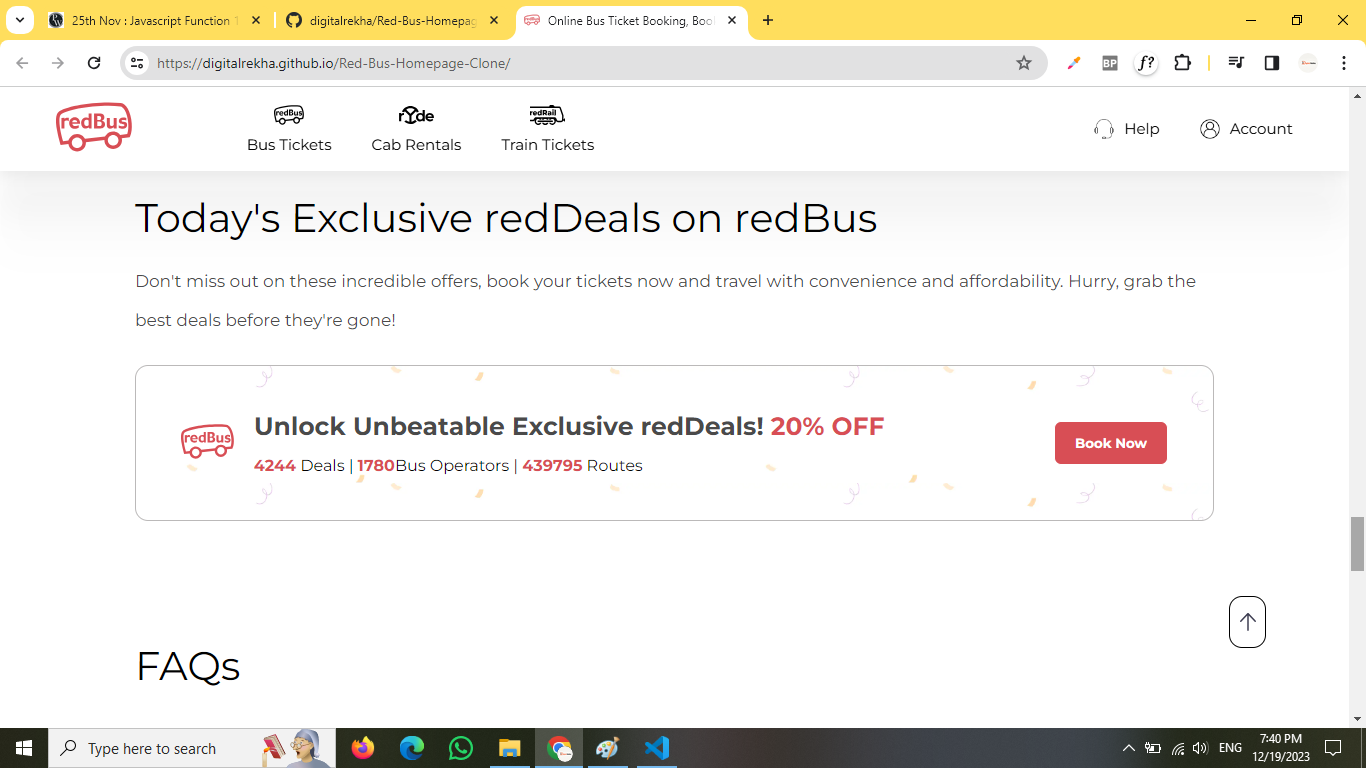 25th Nov : Javascript Function 1
digitalrekha/Red-Bus-Homepag
Online Bus Ticket Booking, Boo
https://digitalrekha.github.io/Red-Bus-Homepage-Clone/
BP
f?
redBus
redBus
Bus Tickets
ryde
Cab Rentals
redRail
Train Tickets
Help
Account
Today's Exclusive redDeals on redBus
Don't miss out on these incredible offers, book your tickets now and travel with convenience and affordability. Hurry, grab the
best deals before they're gone!
redBus
Unlock Unbeatable Exclusive redDeals! 20% OFF
4244 Deals | 1780Bus Operators | 439795 Routes
Book Now
FAQs
Type here to search
ENG
7:40 PM
12/19/2023